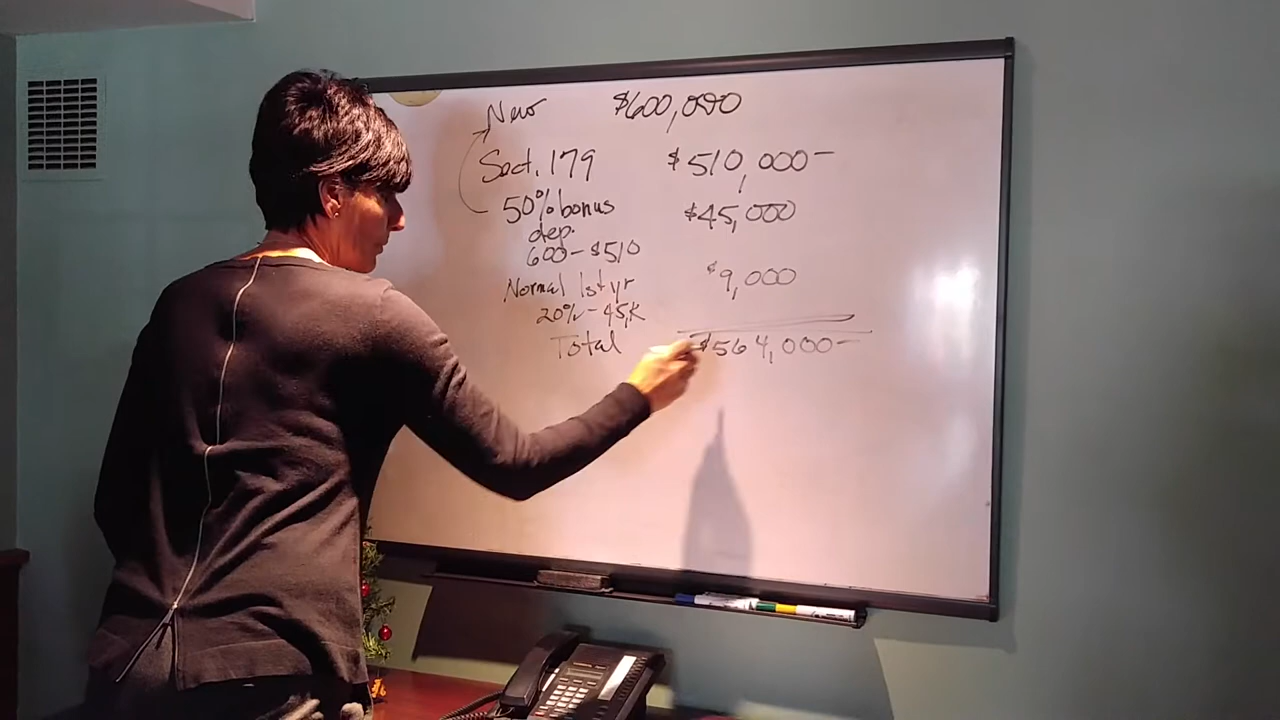 New $600,000
Sect. 179 $510,000-
50% bonus $45,000
dep.
600-$510
Normal 1st yr $9,000
20% - 45,K
Total $564,000-